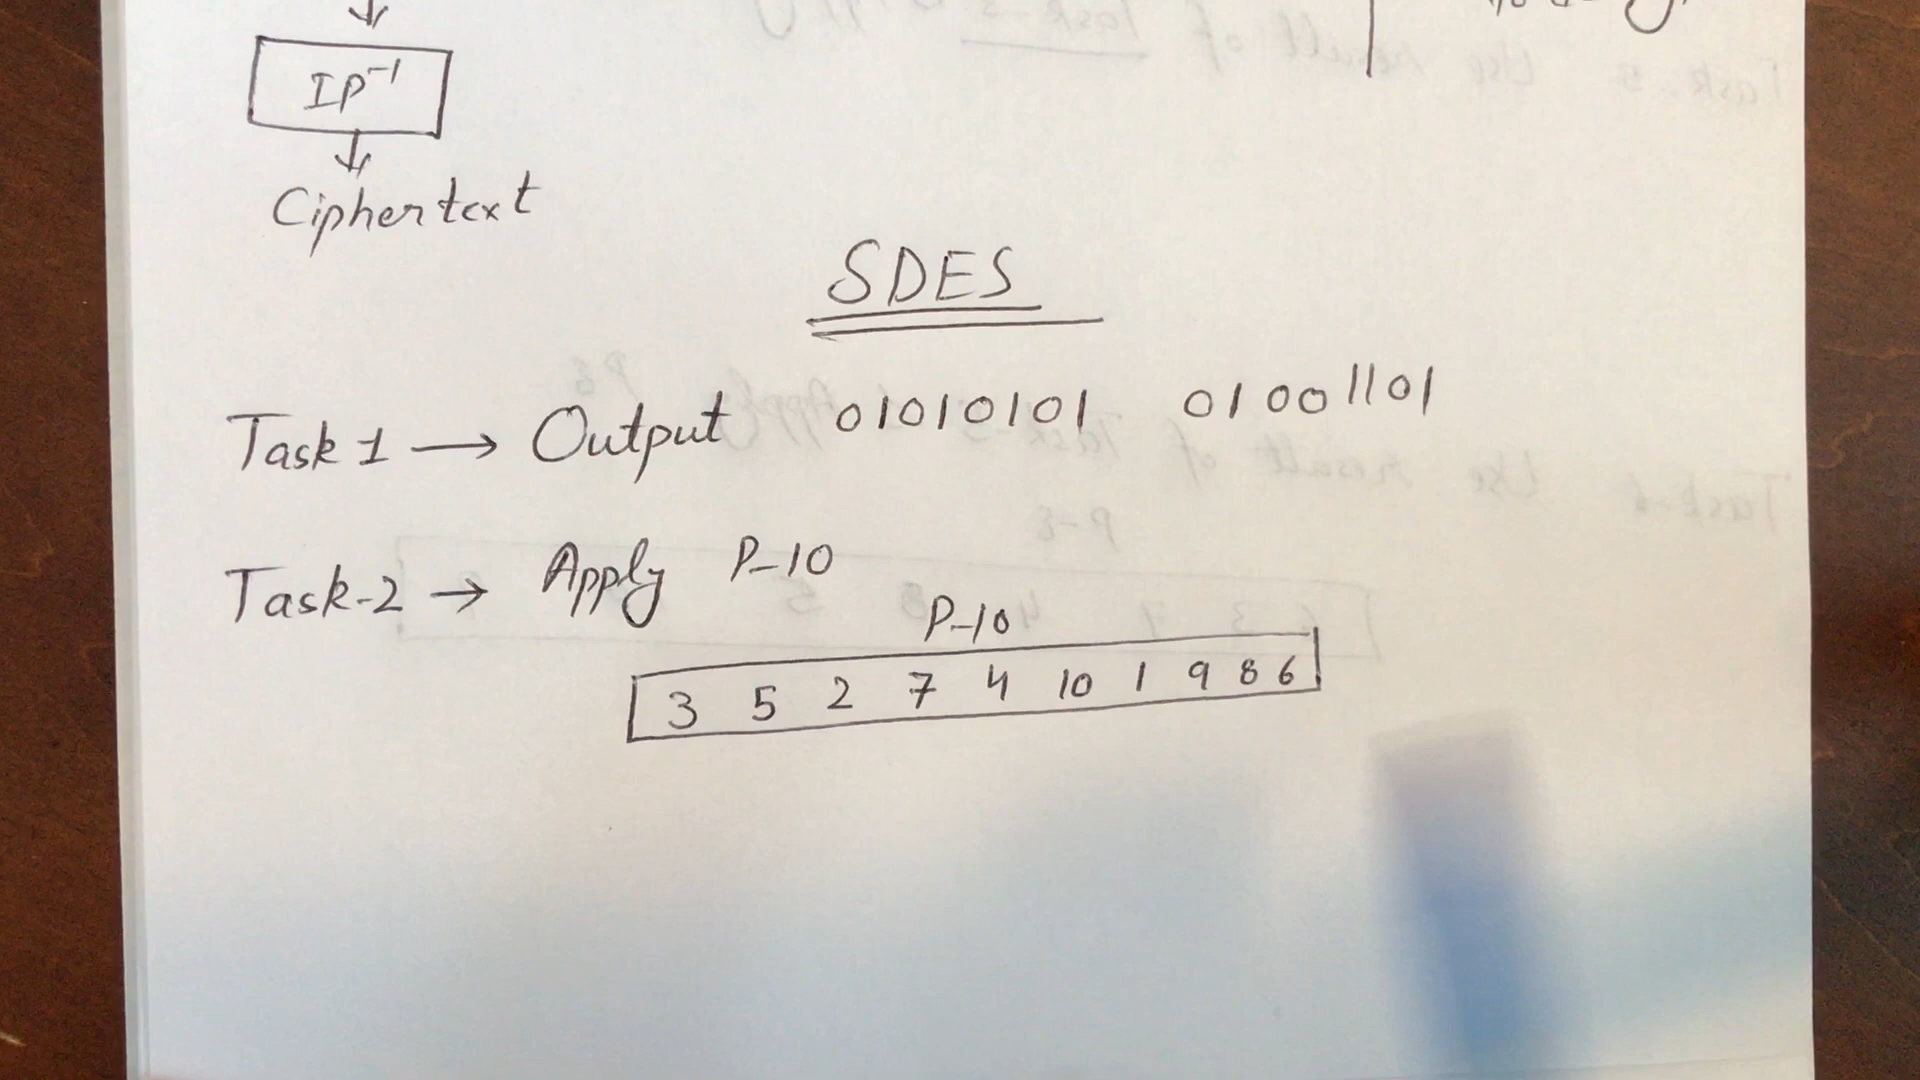 IP⁻¹
Ciphertext
SDES
Task 1 → Output 01010101 01001101
Task-2 → Apply P-10
P-10
3 5 2 7 4 10 1 9 8 6